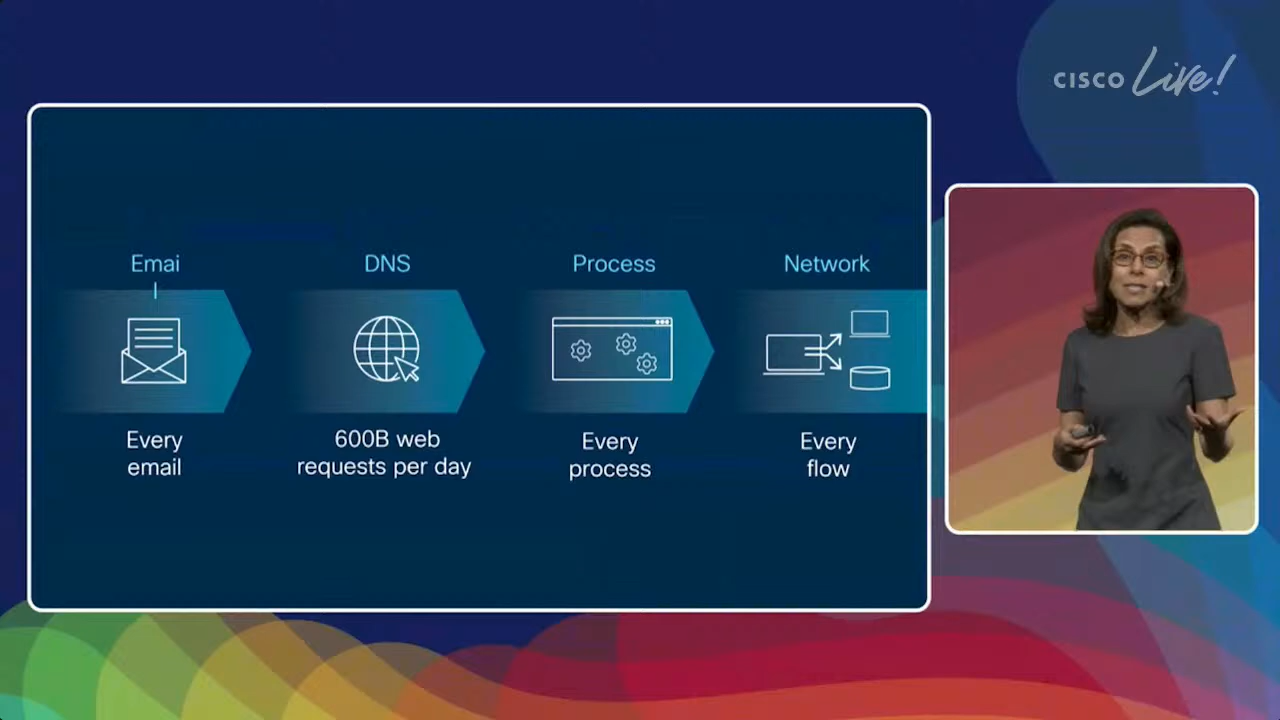 CISCO Live!
Emai
l
DNS
Process
Network
Every
email
600B web
requests per day
Every
process
Every
flow